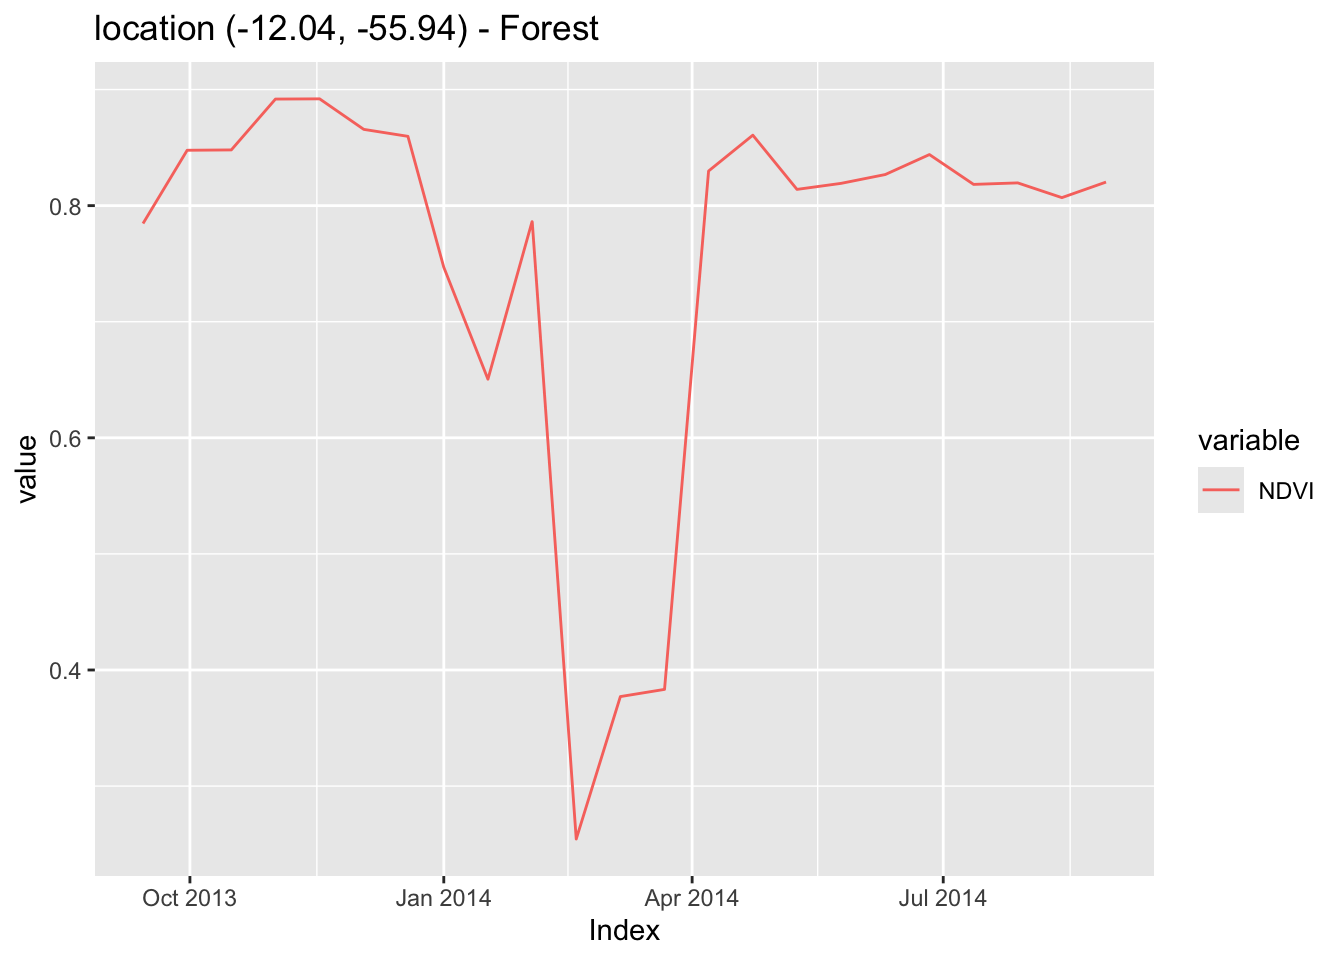 location (-12.04, -55.94) - Forest
0.8
0.6
0.4
value
Oct 2013
Jan 2014
Apr 2014
Jul 2014
Index
variable
NDVI